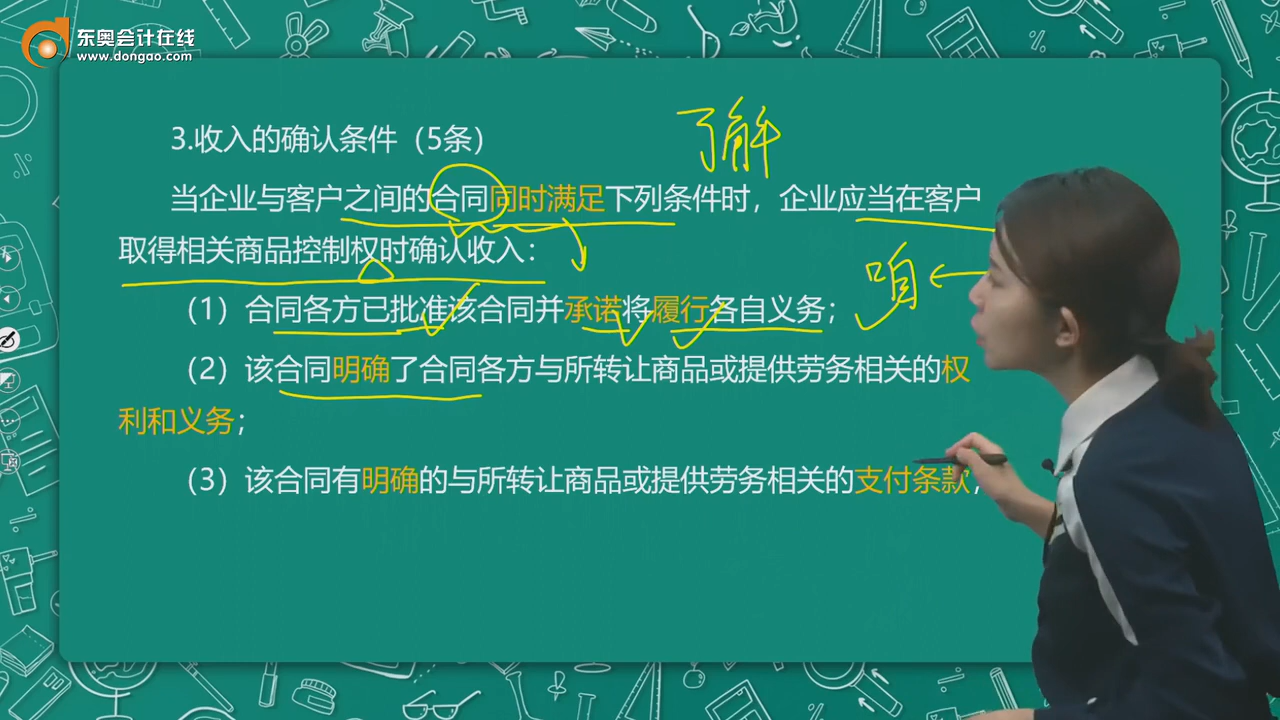 东奥会计在线
www.dongao.com
了解
3.收入的确认条件（5条）
当企业与客户之间的合同同时满足下列条件时，企业应当在客户
取得相关商品控制权时确认收入：
（1）合同各方已批准该合同并承诺将履行各自义务；
咱
（2）该合同明确了合同各方与所转让商品或提供劳务相关的权
利和义务；
（3）该合同有明确的与所转让商品或提供劳务相关的支付条款；